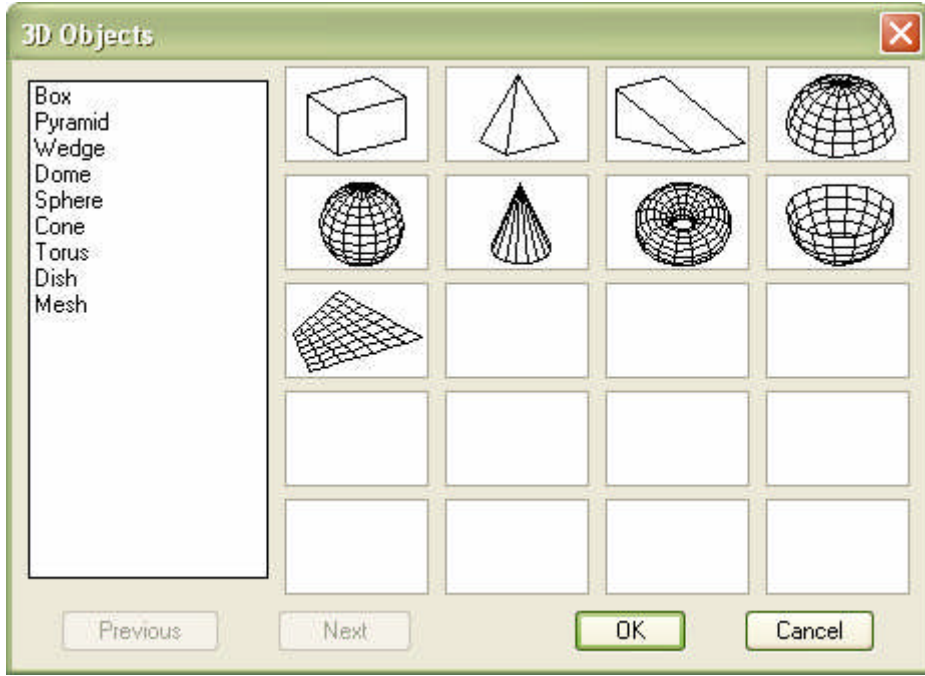 3D Objects
Box
Pyramid
Wedge
Dome
Sphere
Cone
Torus
Dish
Mesh
Previous
Next
OK
Cancel